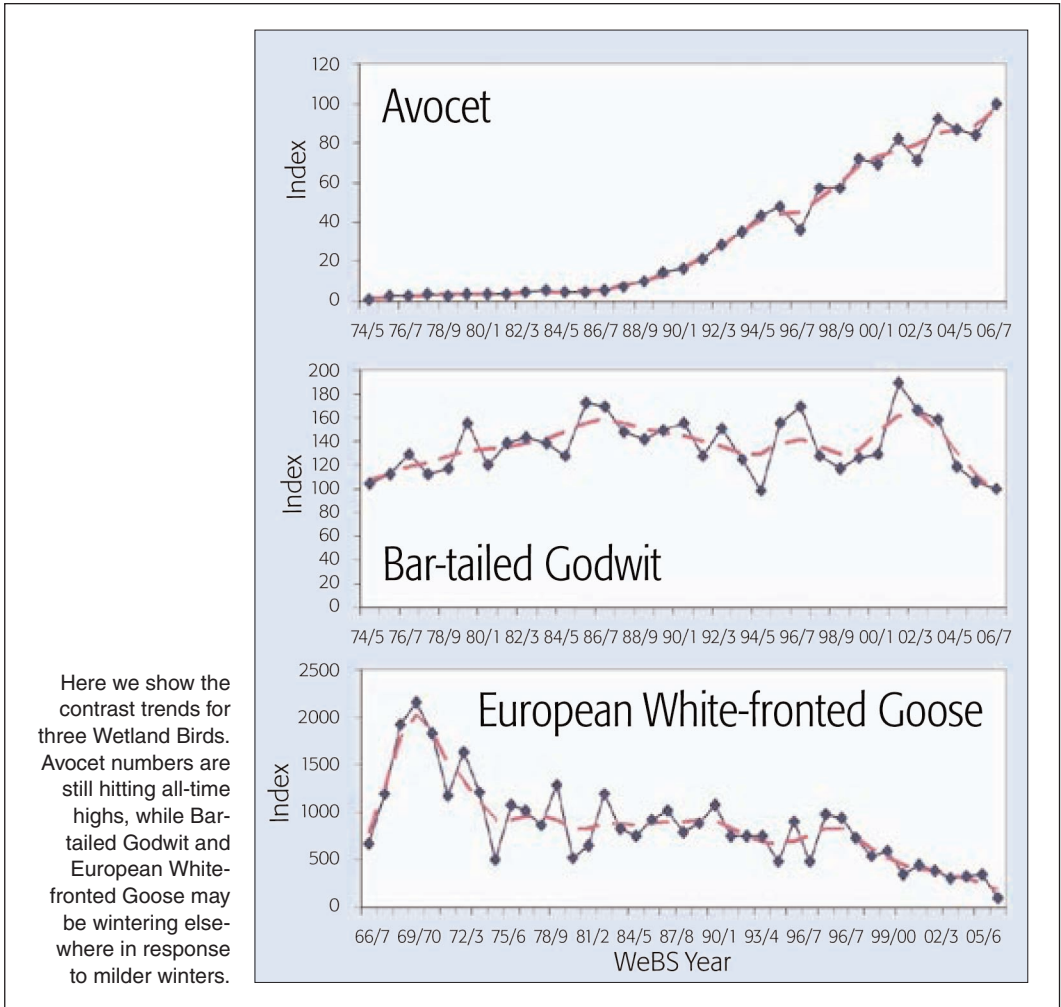 120
100
80
60
40
20
0
Index
Avocet
74/5 76/7 78/9 80/1 82/3 84/5 86/7 88/9 90/1 92/3 94/5 96/7 98/9 00/1 02/3 04/5 06/7
200
180
160
140
120
100
80
60
40
20
0
Index
Bar-tailed Godwit
74/5 76/7 78/9 80/1 82/3 84/5 86/7 88/9 90/1 92/3 94/5 96/7 98/9 00/1 02/3 04/5 06/7
2500
2000
1500
1000
500
0
Index
European White-fronted Goose
66/7 69/70 72/3 75/6 78/9 81/2 84/5 87/8 90/1 93/4 96/7 96/7 99/00 02/3 05/6
WeBS Year
Here we show the
contrast trends for
three Wetland Birds.
Avocet numbers are
still hitting all-time
highs, while Bar-
tailed Godwit and
European White-
fronted Goose may
be wintering else-
where in response
to milder winters.